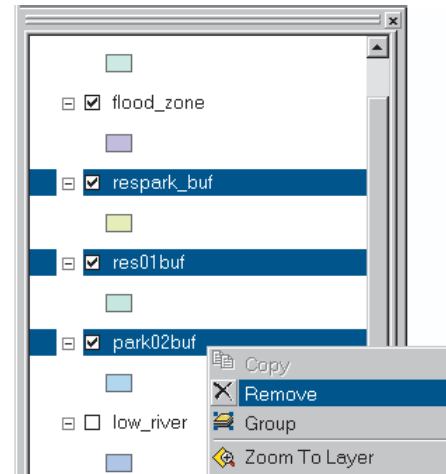 flood_zone
respark_buf
res01buf
park02buf
Copy
Remove
low_river
Group
Zoom To Layer